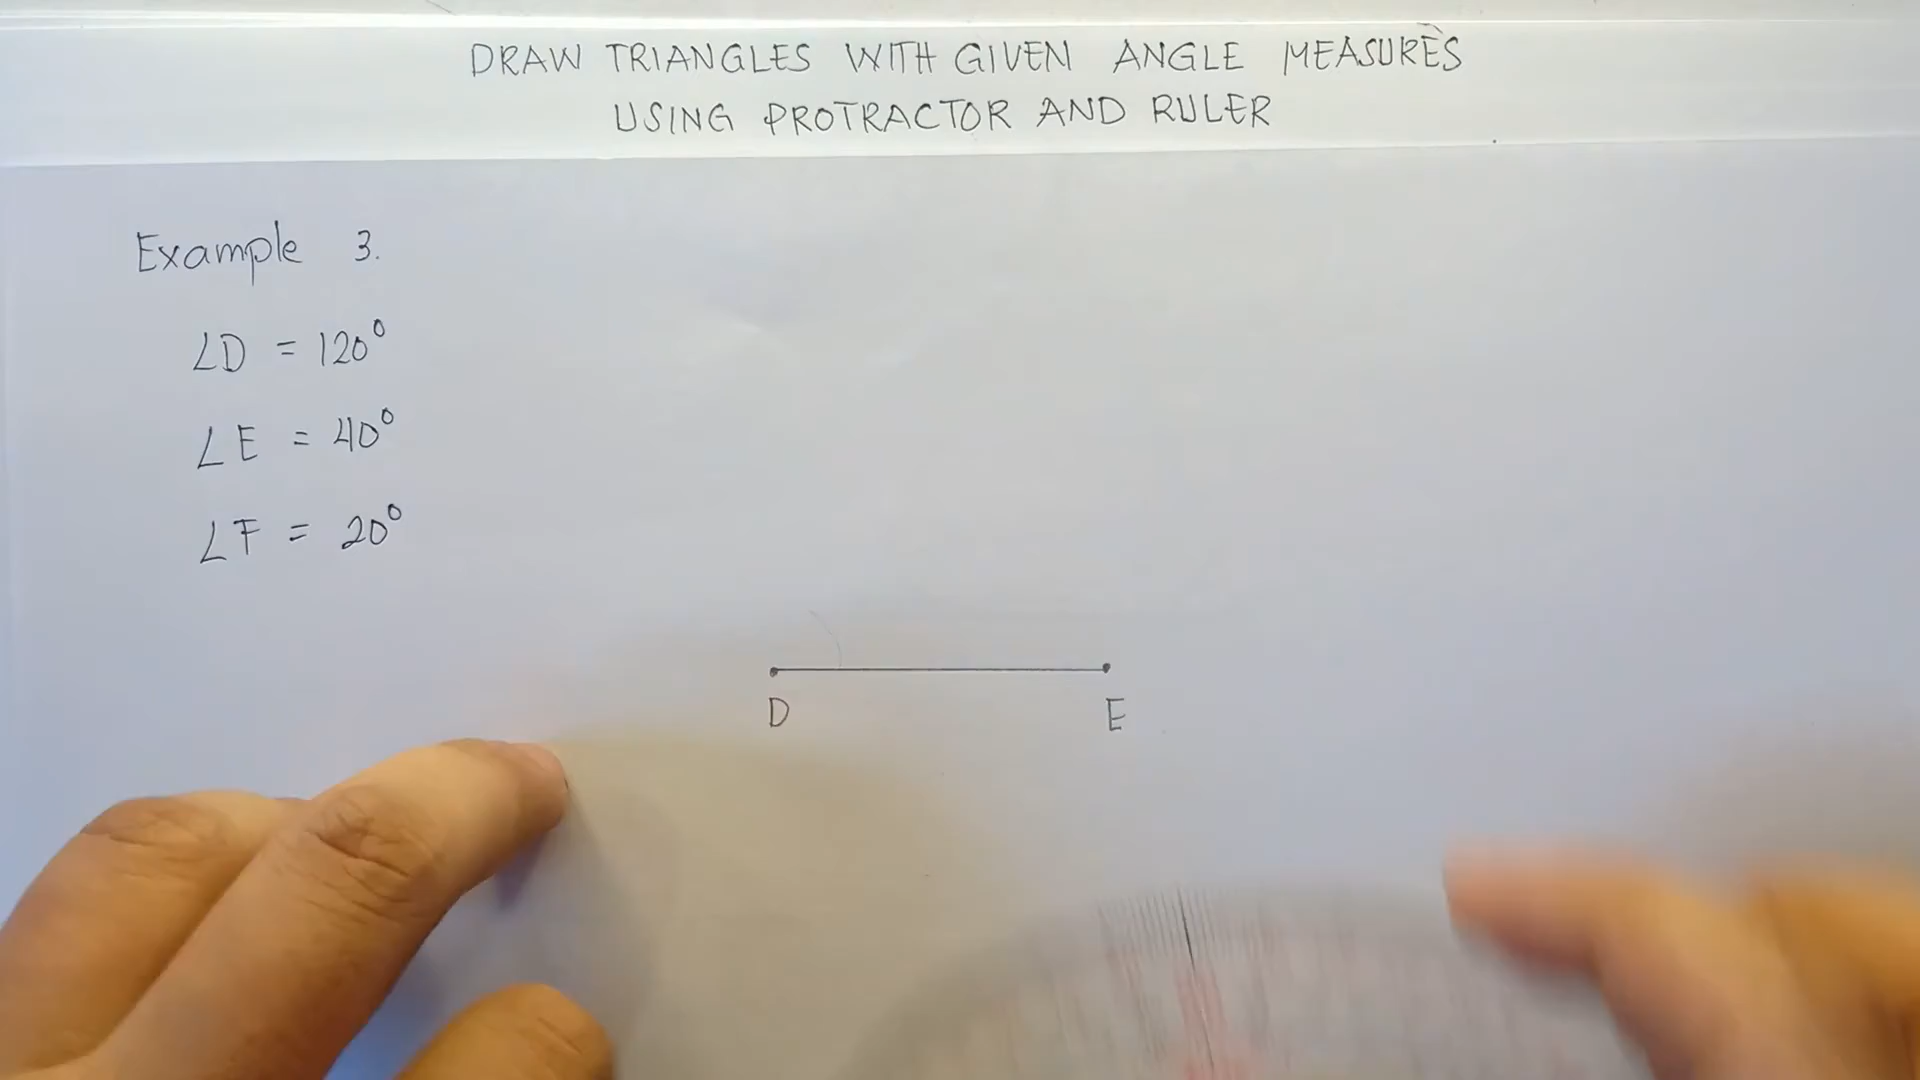 DRAW TRIANGLES WITH GIVEN ANGLE MEASURES
USING PROTRACTOR AND RULER
Example 3.
∠D = 120°
∠E = 40°
∠F = 20°
D E